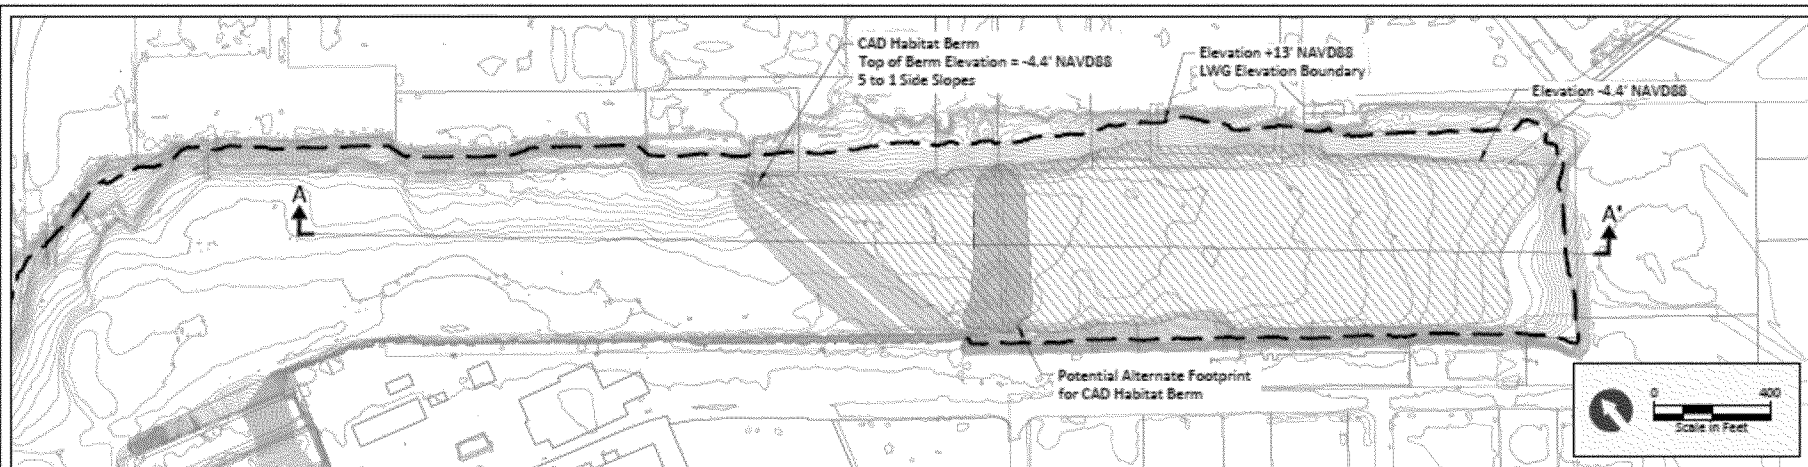 CAD Habitat Berm
Top of Berm Elevation = -4.4' NAVD88
5 to 1 Side Slopes
Elevation +13' NAVD88
LWG Elevation Boundary
Elevation -4.4' NAVD88
A
A'
Potential Alternate Footprint
for CAD Habitat Berm
0 400
Scale in Feet